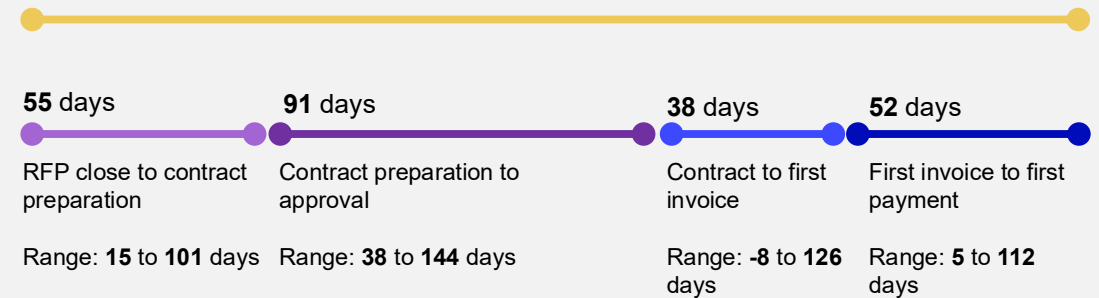 55 days
91 days
38 days
52 days
RFP close to contract
preparation
Contract preparation to
approval
Contract to first
invoice
First invoice to first
payment
Range: 15 to 101 days
Range: 38 to 144 days
Range: -8 to 126
days
Range: 5 to 112
days